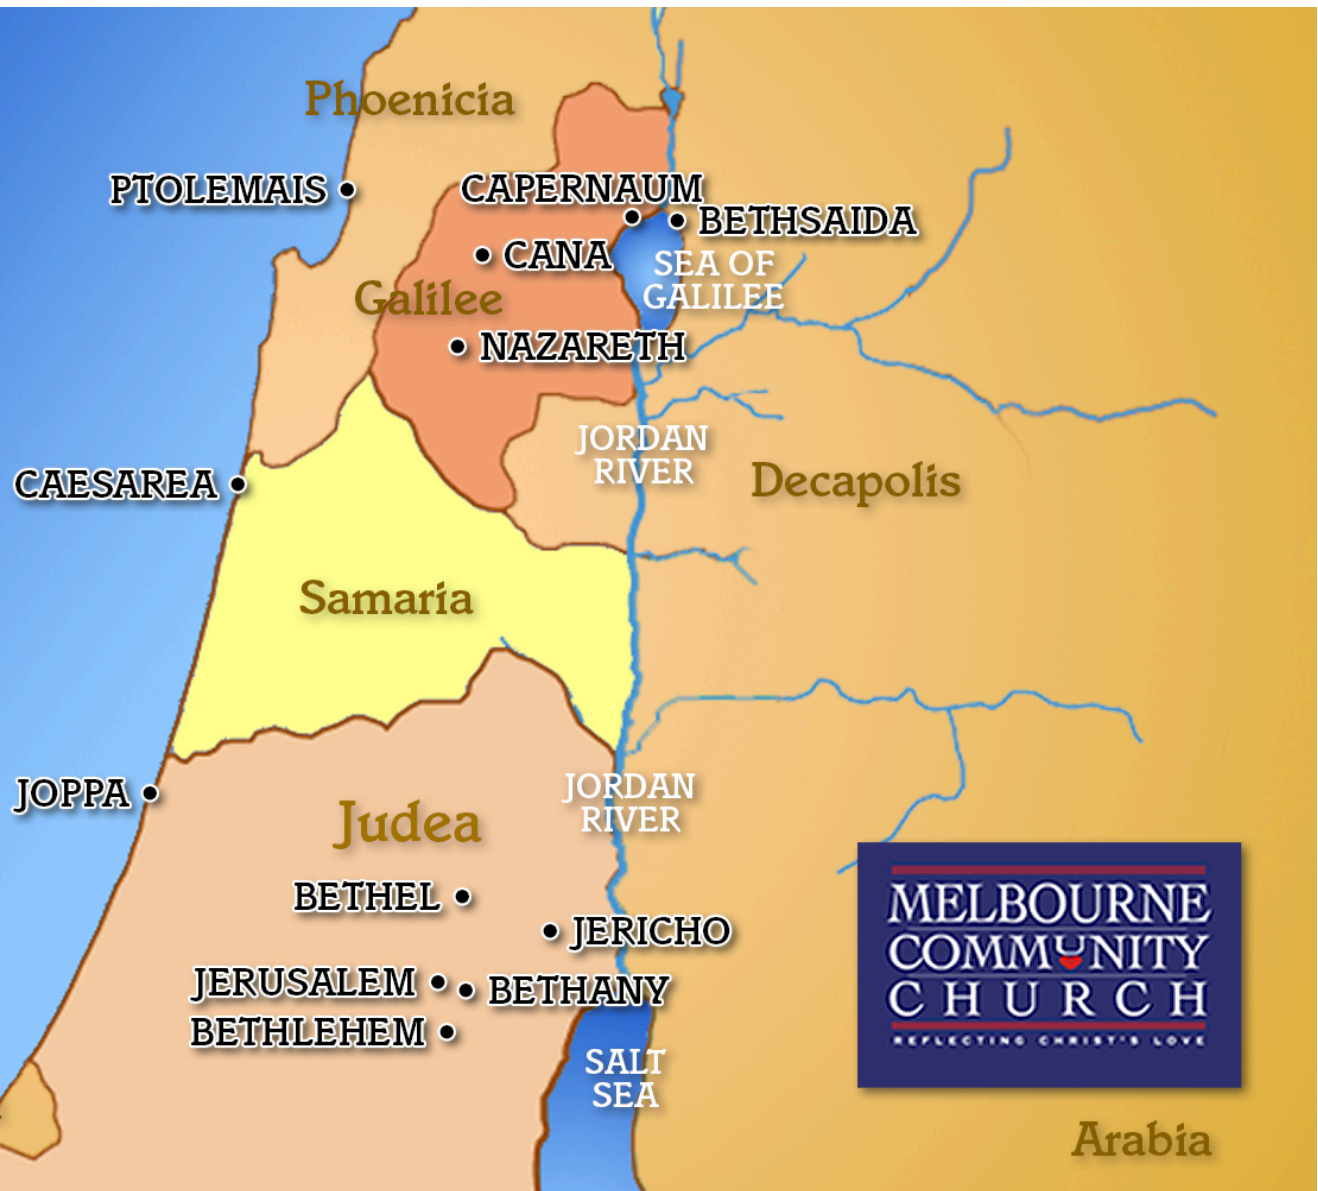 Phoenicia
PTOLEMAIS
CAPERNAUM
BETHSAIDA
CANA
SEA OF
GALILEE
Galilee
NAZARETH
JORDAN
RIVER
CAESAREA
Decapolis
Samaria
JOPPA
JORDAN
RIVER
Judea
BETHEL
JERICHO
JERUSALEM
BETHANY
BETHLEHEM
SALT
SEA
MELBOURNE
COMMUNITY
CHURCH
REFLECTING CHRIST'S LOVE
Arabia